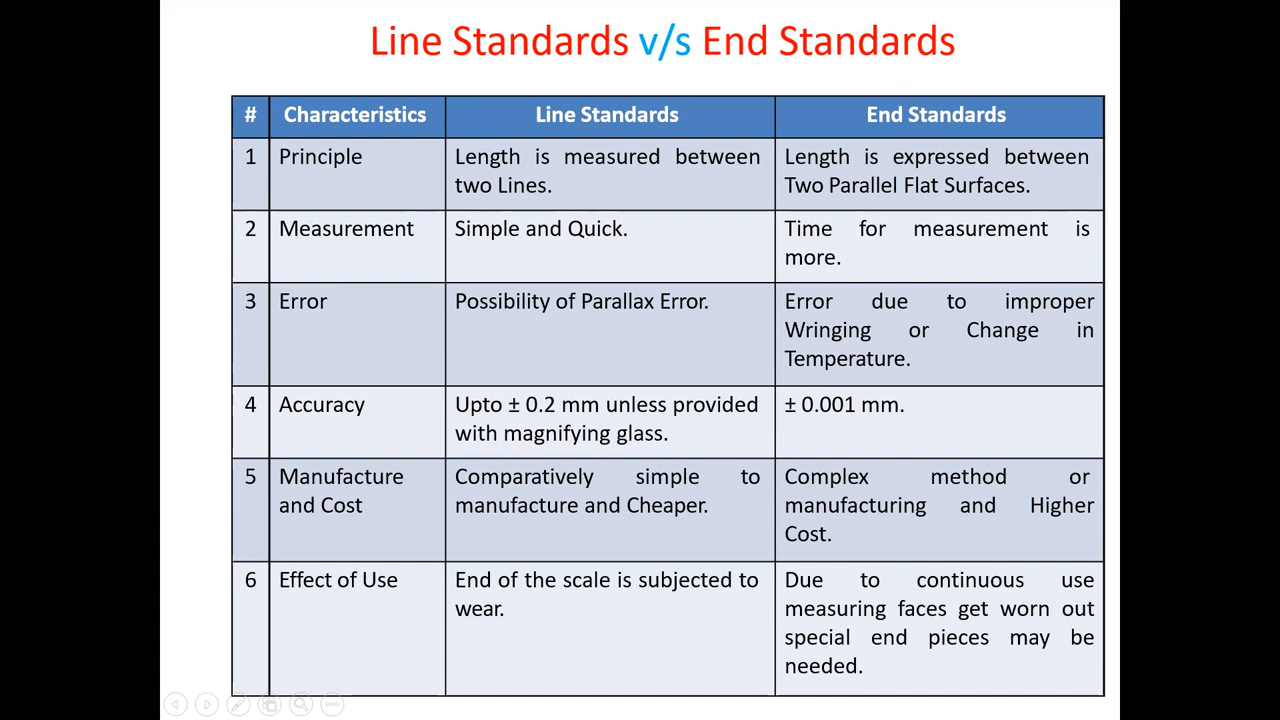 Line Standards v/s End Standards
# Characteristics Line Standards End Standards
1 Principle Length is measured between Length is expressed between
two Lines. Two Parallel Flat Surfaces.
2 Measurement Simple and Quick. Time for measurement is
more.
3 Error Possibility of Parallax Error. Error due to improper
Wringing or Change in
Temperature.
4 Accuracy Upto ± 0.2 mm unless provided ± 0.001 mm.
with magnifying glass.
5 Manufacture Comparatively simple to Complex method or
and Cost manufacture and Cheaper. manufacturing and Higher
Cost.
6 Effect of Use End of the scale is subjected to Due to continuous use
wear. measuring faces get worn out
special end pieces may be
needed.